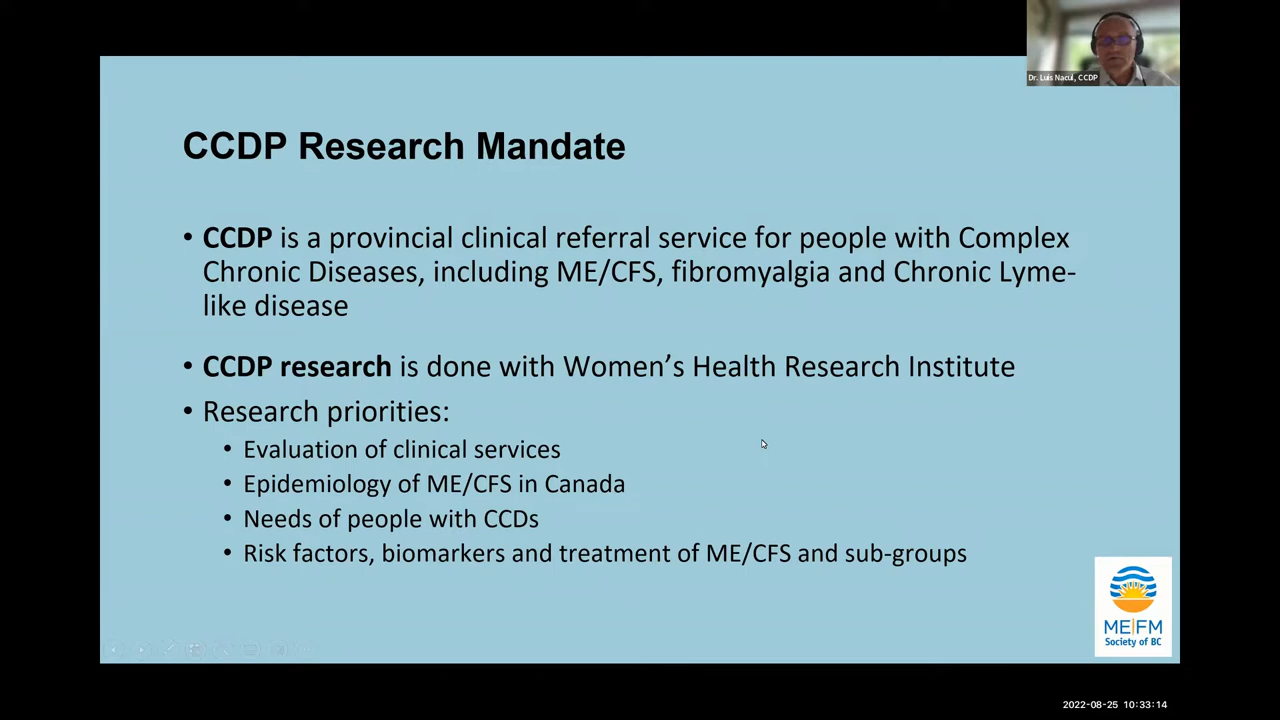 Dr. Luis Nacul, CCDP
CCDP Research Mandate
• CCDP is a provincial clinical referral service for people with Complex
Chronic Diseases, including ME/CFS, fibromyalgia and Chronic Lyme-
like disease
• CCDP research is done with Women’s Health Research Institute
• Research priorities:
• Evaluation of clinical services
• Epidemiology of ME/CFS in Canada
• Needs of people with CCDs
• Risk factors, biomarkers and treatment of ME/CFS and sub-groups
ME|FM
Society of BC
2022-08-25 10:33:14